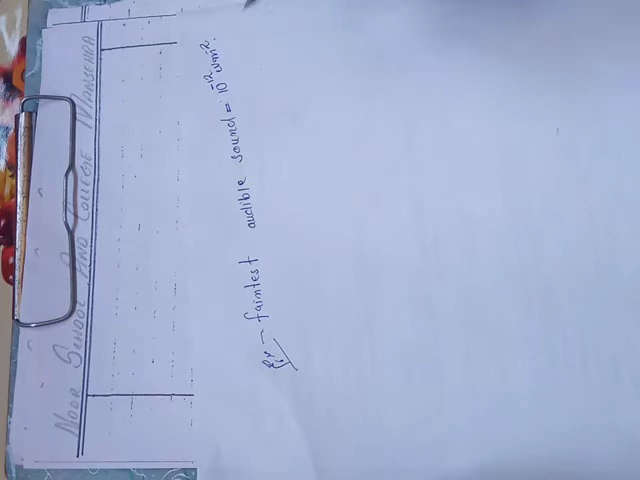 NOOR SCHOOL AND COLLEGE MANSEHRA
Ex - faintest audible sound = 10⁻¹² Wm⁻².